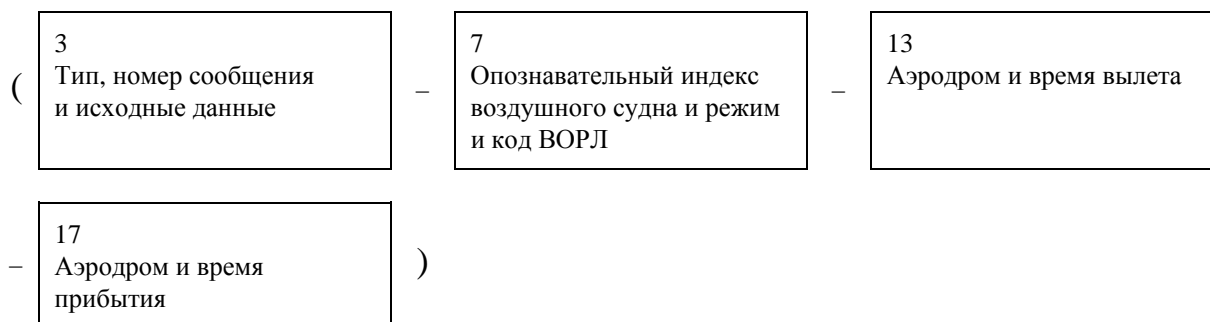 3
Тип, номер сообщения
и исходные данные
(
–
7
Опознавательный индекс
воздушного судна и режим
и код ВОРЛ
–
13
Аэродром и время вылета
–
17
Аэродром и время
прибытия
)